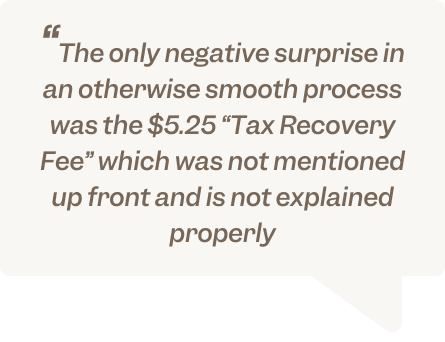 “The only negative surprise in
an otherwise smooth process
was the $5.25 “Tax Recovery
Fee” which was not mentioned
up front and is not explained
properly